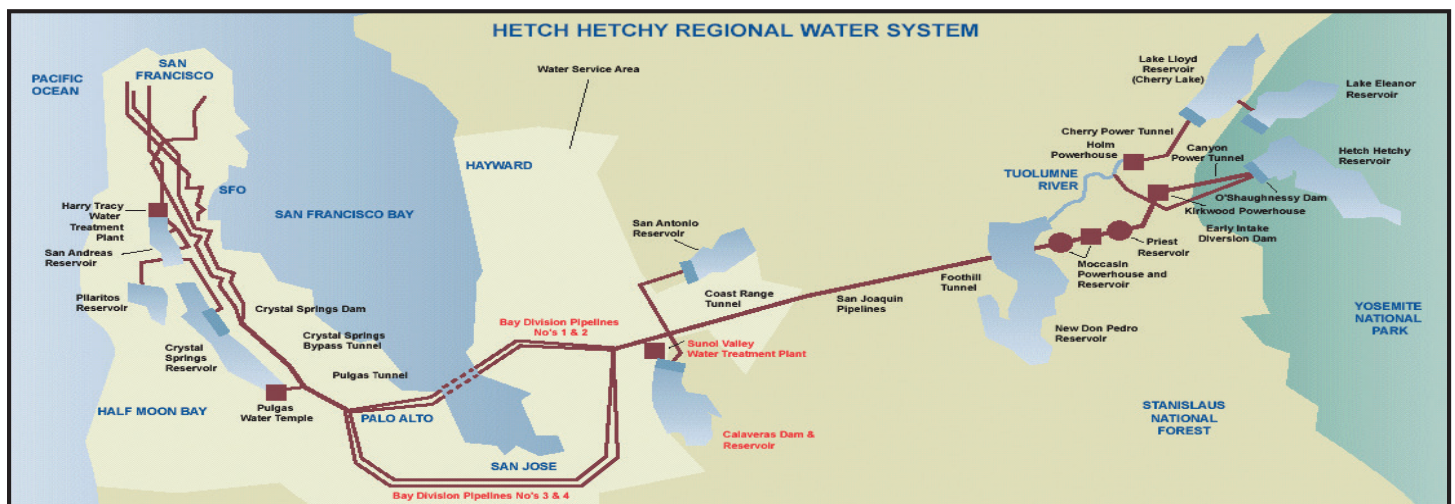 HETCH HETCHY REGIONAL WATER SYSTEM
PACIFIC
OCEAN
SAN
FRANCISCO
Water Service Area
Lake Lloyd
Reservoir
(Cherry Lake)
Lake Eleanor
Reservoir
Cherry Power Tunnel
Holm
Powerhouse
Canyon
Power Tunnel
Hetch Hetchy
Reservoir
HAYWARD
TUOLUMNE
RIVER
SFO
O'Shaughnessy Dam
Kirkwood Powerhouse
Harry Tracy
Water
Treatment
Plant
SAN FRANCISCO BAY
San Antonio
Reservoir
Early Intake
Diversion Dam
Priest
Reservoir
San Andreas
Reservoir
Moccasin
Powerhouse and
Reservoir
Foothill
Tunnel
Coast Range
Tunnel
San Joaquin
Pipelines
Pilaritos
Reservoir
Crystal Springs Dam
YOSEMITE
NATIONAL
PARK
Bay Division Pipelines
No's 1 & 2
Crystal Springs
Bypass Tunnel
New Don Pedro
Reservoir
Sunol Valley
Water Treatment Plant
Crystal
Springs
Reservoir
Pulgas Tunnel
HALF MOON BAY
Pulgas
Water Temple
PALO ALTO
STANISLAUS
NATIONAL
FOREST
Calaveras Dam &
Reservoir
SAN JOSE
Bay Division Pipelines No's 3 & 4